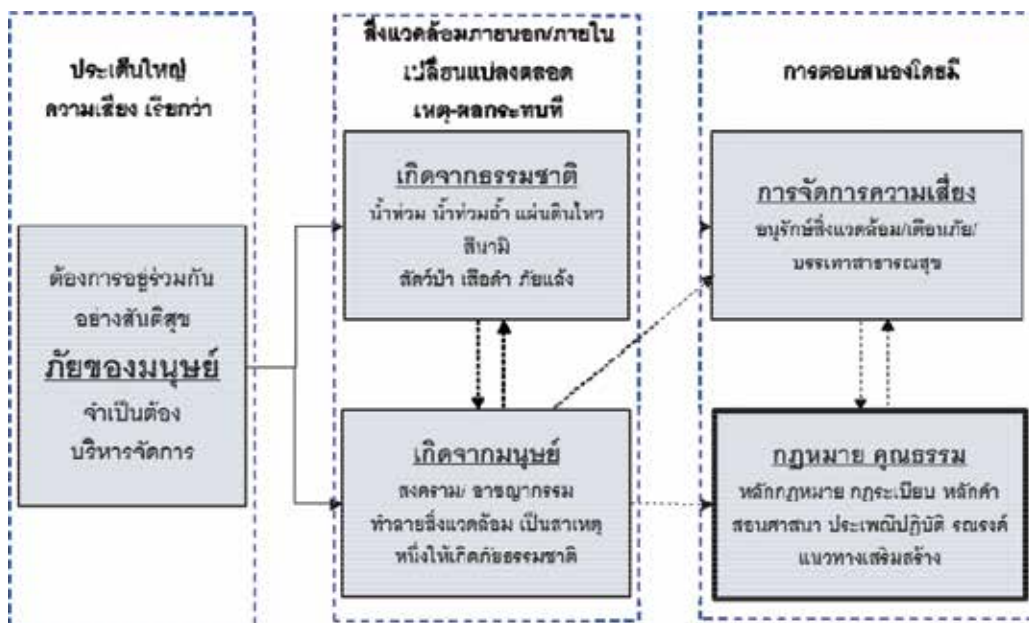 ประเด็นใหญ่
ความเสี่ยง เรียกว่า
ต้องการอยู่ร่วมกัน
อย่างสันติสุข
ภัยของมนุษย์
จำเป็นต้อง
บริหารจัดการ
สิ่งแวดล้อมภายนอก/ภายใน
เปลี่ยนแปลงตลอด
เหตุ-ผลกระทบที่
เกิดจากธรรมชาติ
น้ำท่วม น้ำท่วมถ้ำ แผ่นดินไหว
สึนามิ
สัตว์ป่า เสือดำ ภัยแล้ง
เกิดจากมนุษย์
สงคราม/ อาชญากรรม
ทำลายสิ่งแวดล้อม เป็นสาเหตุ
หนึ่งให้เกิดภัยธรรมชาติ
การตอบสนองโดยมี
การจัดการความเสี่ยง
อนุรักษ์สิ่งแวดล้อม/เตือนภัย/
บรรเทาสาธารณสุข
กฎหมาย คุณธรรม
หลักกฎหมาย กฎระเบียบ หลักคำ
สอนศาสนา ประเพณีปฏิบัติ รณรงค์
แนวทางเสริมสร้าง